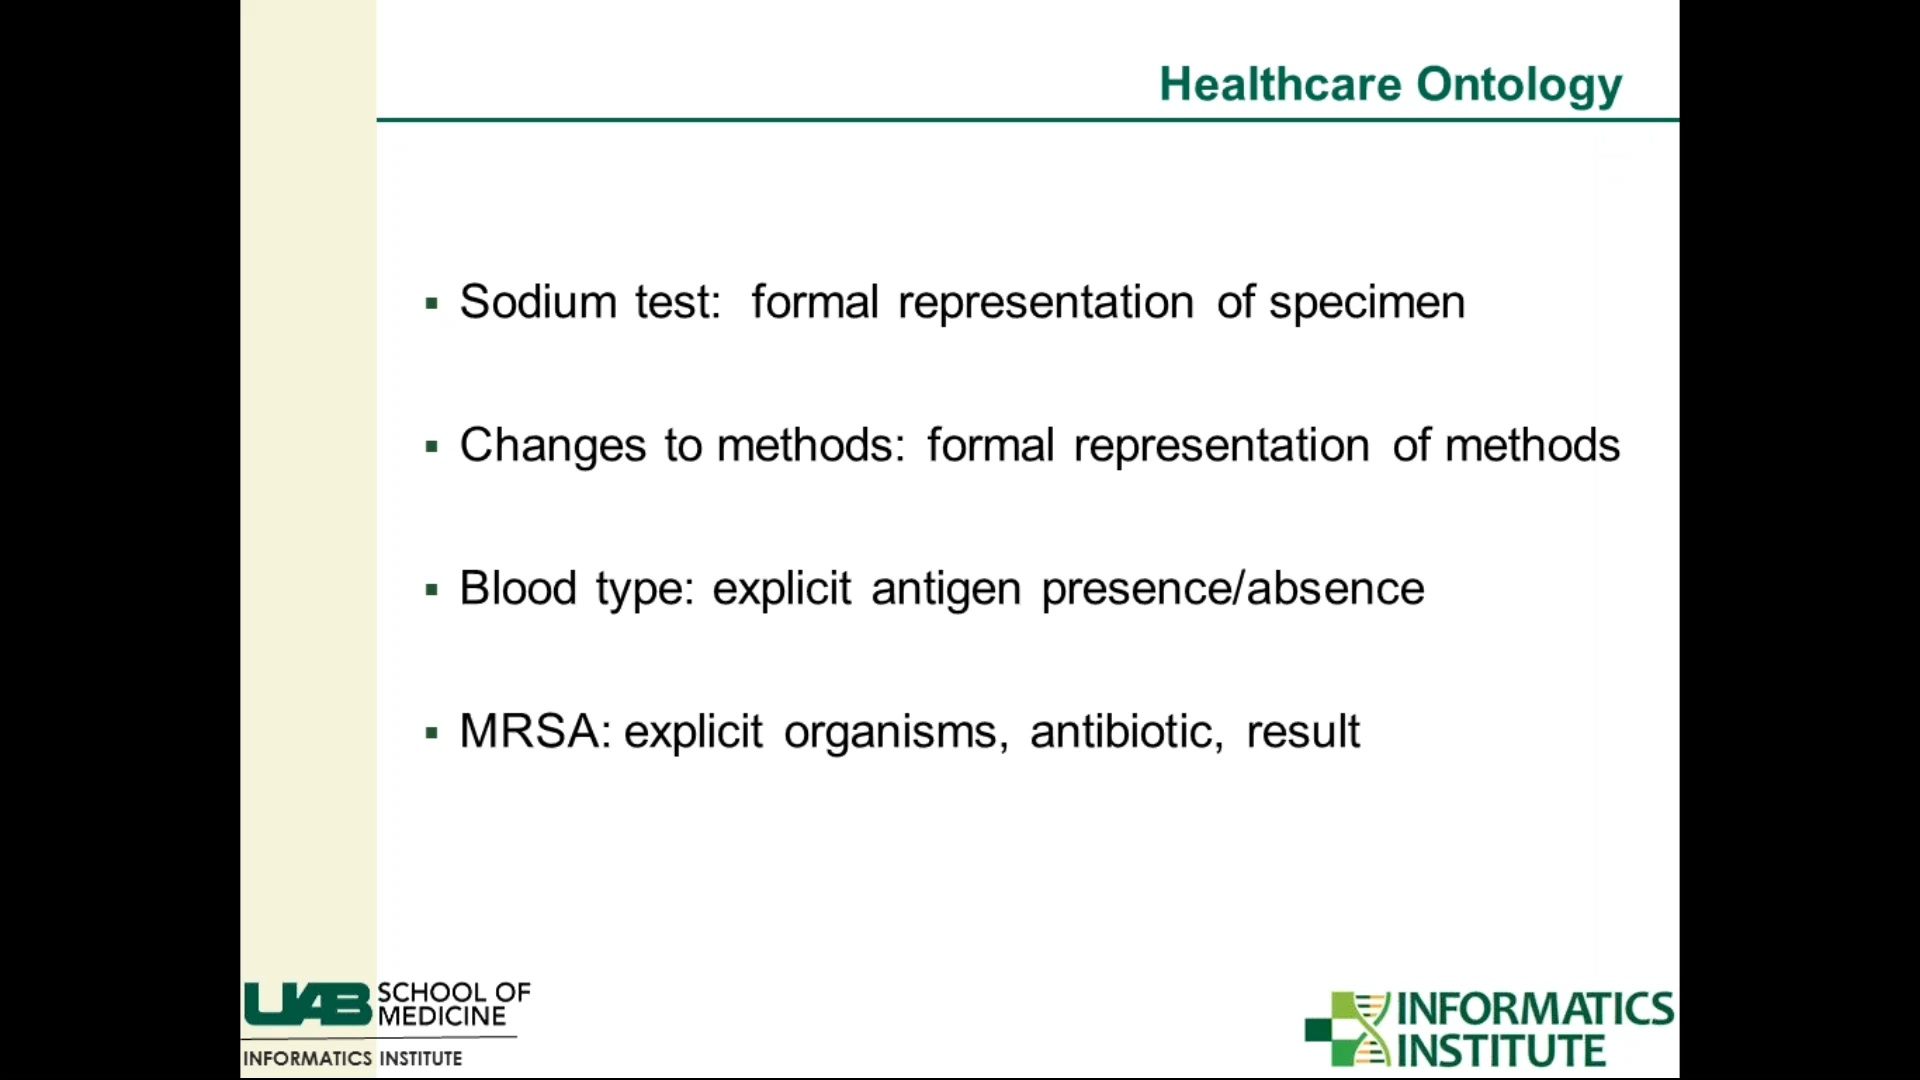 Healthcare Ontology
▪ Sodium test: formal representation of specimen
▪ Changes to methods: formal representation of methods
▪ Blood type: explicit antigen presence/absence
▪ MRSA: explicit organisms, antibiotic, result
UAB SCHOOL OF
MEDICINE
INFORMATICS INSTITUTE
INFORMATICS
INSTITUTE